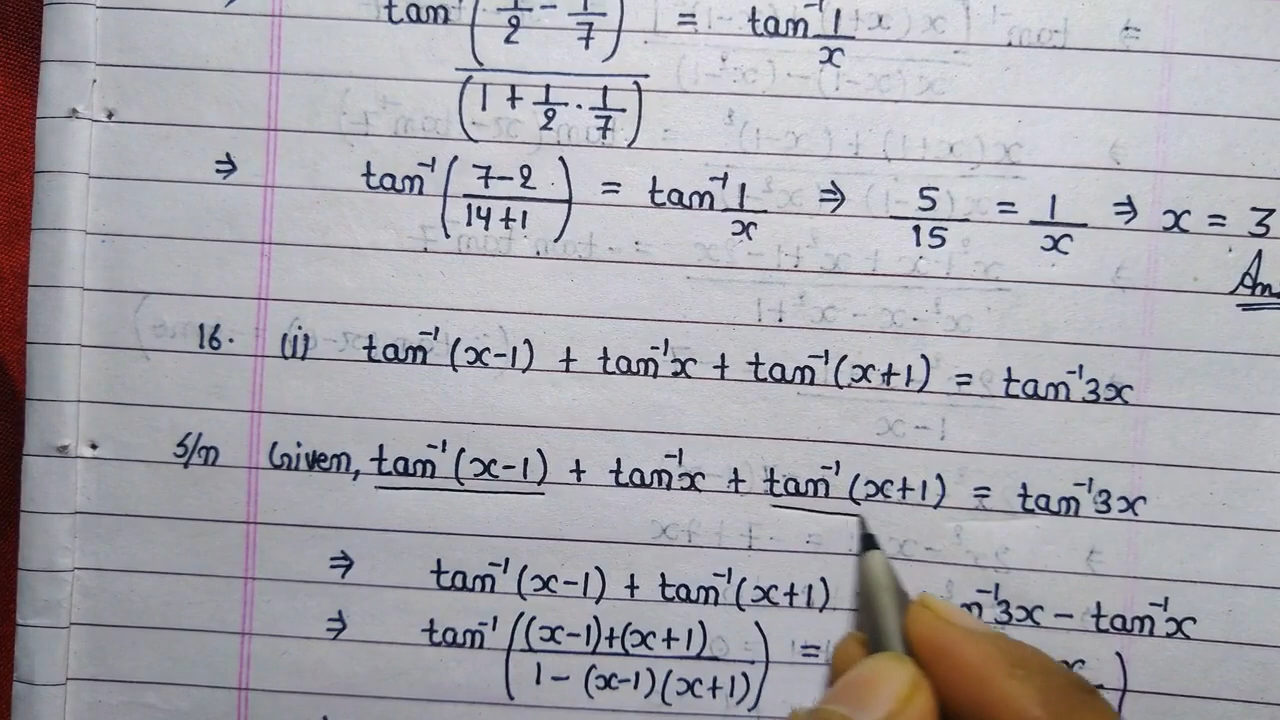 tan⁻¹ (1/2 - 1/7) / (1 + 1/2 · 1/7) = tan⁻¹ 1/x
⇒ tan⁻¹ ((7-2)/(14+1)) = tan⁻¹ 1/x ⇒ 5/15 = 1/x ⇒ x = 3
An
16. (i) tan⁻¹(x-1) + tan⁻¹x + tan⁻¹(x+1) = tan⁻¹3x
S/n Given, tan⁻¹(x-1) + tan⁻¹x + tan⁻¹(x+1) = tan⁻¹3x
⇒ tan⁻¹(x-1) + tan⁻¹(x+1) n⁻¹3x - tan⁻¹x
⇒ tan⁻¹ (((x-1)+(x+1))/(1-(x-1)(x+1))) =